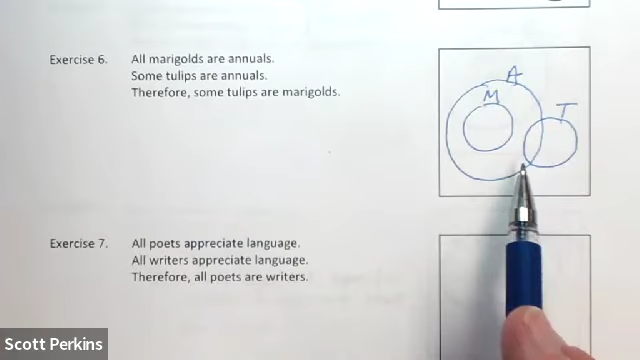 Exercise 6. All marigolds are annuals.
Some tulips are annuals.
Therefore, some tulips are marigolds.
A
M
T
Exercise 7. All poets appreciate language.
All writers appreciate language.
Therefore, all poets are writers.
Scott Perkins